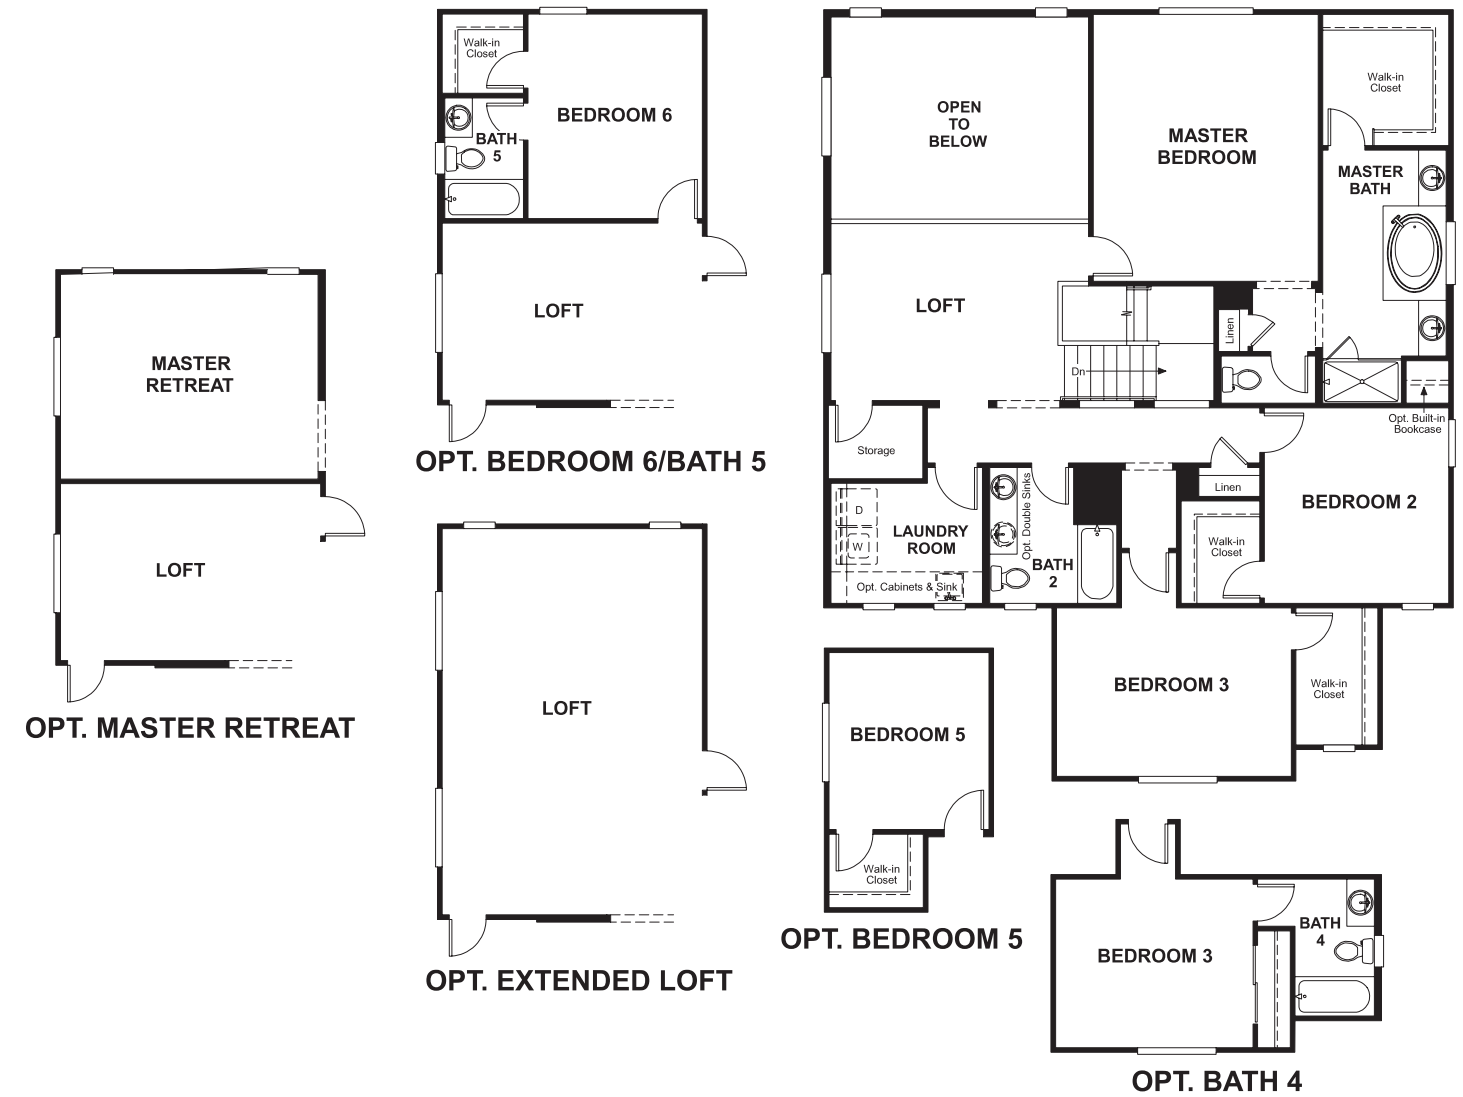 Walk-in
Closet
BEDROOM 6
BATH
5
LOFT
OPT. BEDROOM 6/BATH 5
MASTER
RETREAT
LOFT
OPT. MASTER RETREAT
LOFT
OPT. EXTENDED LOFT
OPEN
TO
BELOW
MASTER
BEDROOM
Walk-in
Closet
MASTER
BATH
LOFT
Linen
Dn
Opt. Built-in
Bookcase
Storage
Linen
BEDROOM 2
D
W
LAUNDRY
ROOM
Opt. Cabinets & Sink
Opt. Double Sinks
BATH
2
Walk-in
Closet
BEDROOM 3
Walk-in
Closet
BEDROOM 5
Walk-in
Closet
OPT. BEDROOM 5
BEDROOM 3
BATH
4
OPT. BATH 4